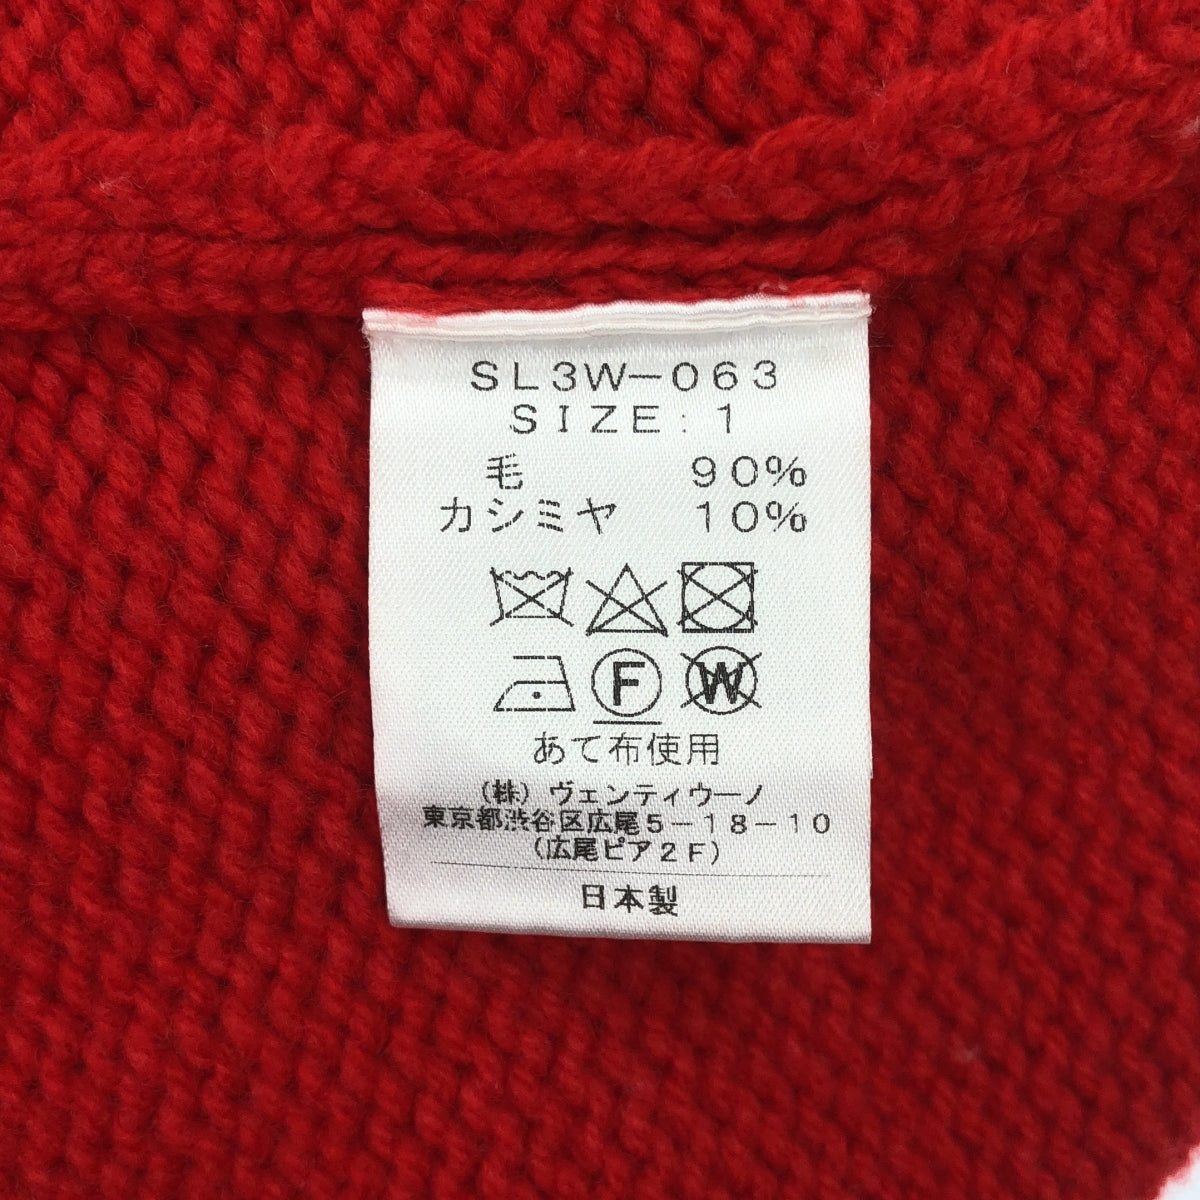 SL3W-063
SIZE:1
毛 90%
カシミヤ 10%
F W
あて布使用
(株)ヴェンティウーノ
東京都渋谷区広尾5-18-10
(広尾ピア2F)
日本製